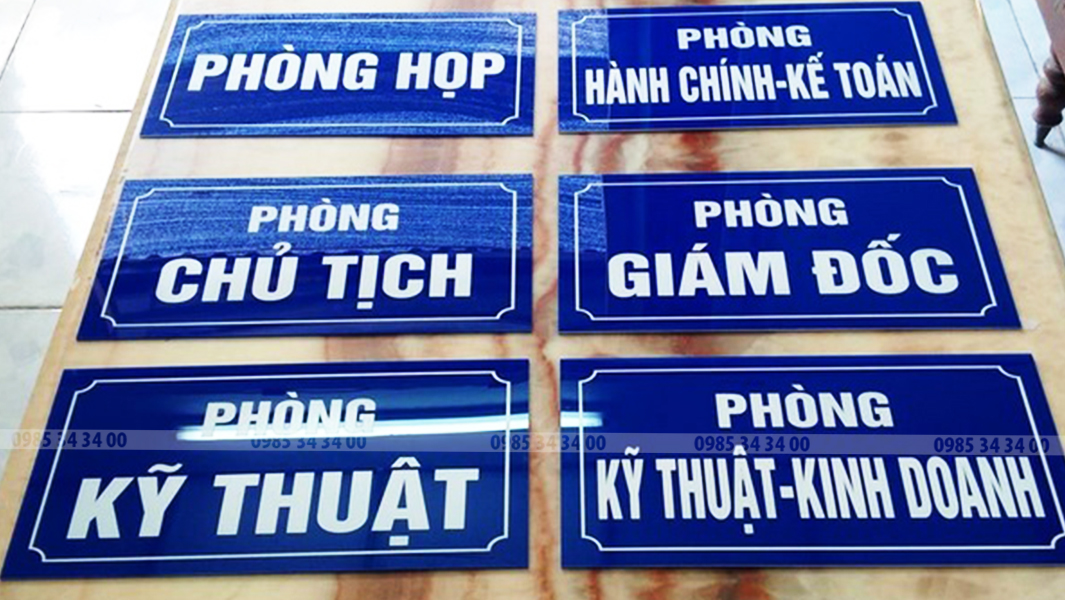 PHÒNG HỌP
PHÒNG
HÀNH CHÍNH-KẾ TOÁN
PHÒNG
CHỦ TỊCH
PHÒNG
GIÁM ĐỐC
PHÒNG
KỸ THUẬT
PHÒNG
KỸ THUẬT-KINH DOANH
0985 34 34 00 0985 34 34 00 0985 34 34 00 0985 34 34 00 0985 34 34 00